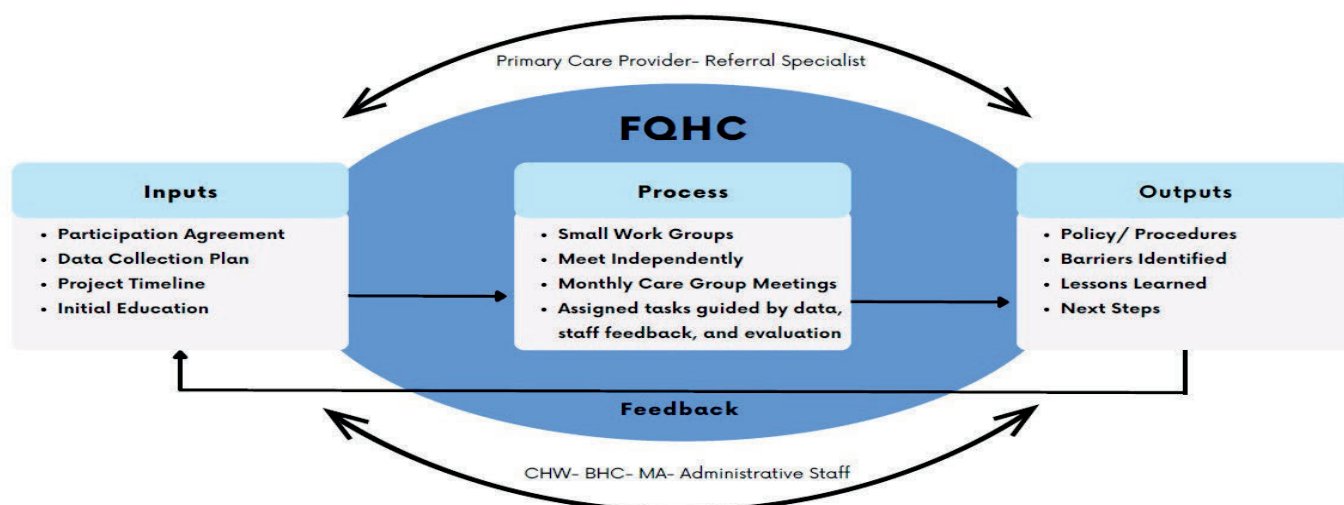 Primary Care Provider- Referral Specialist
FQHC
Inputs
• Participation Agreement
• Data Collection Plan
• Project Timeline
• Initial Education
Process
• Small Work Groups
• Meet Independently
• Monthly Care Group Meetings
• Assigned tasks guided by data,
staff feedback, and evaluation
Outputs
• Policy/ Procedures
• Barriers Identified
• Lessons Learned
• Next Steps
Feedback
CHW- BHC- MA- Administrative Staff